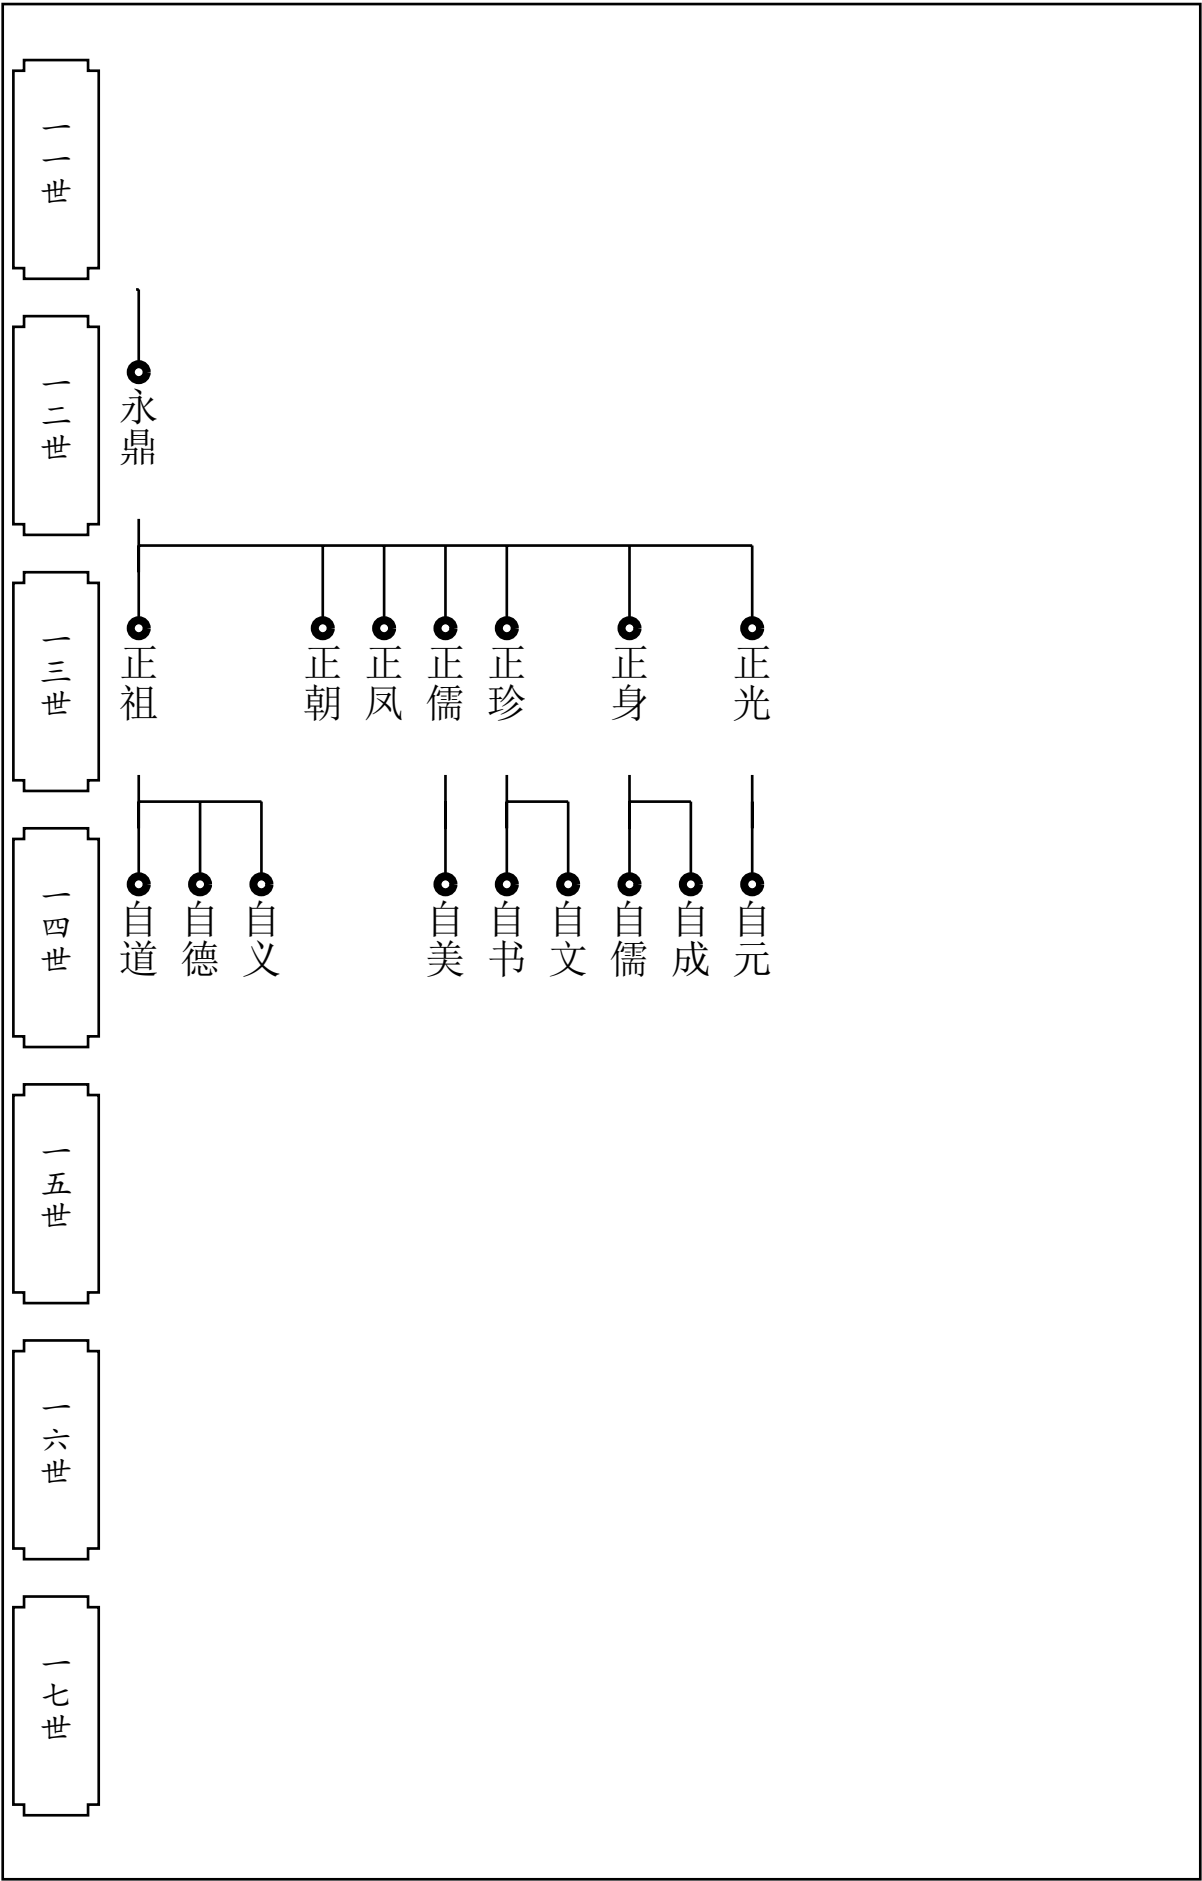 一一世
一二世
永鼎
一三世
正祖
正朝
正凤
正儒
正珍
正身
正光
一四世
自道
自德
自义
自美
自书
自文
自儒
自成
自元
一五世
一六世
一七世